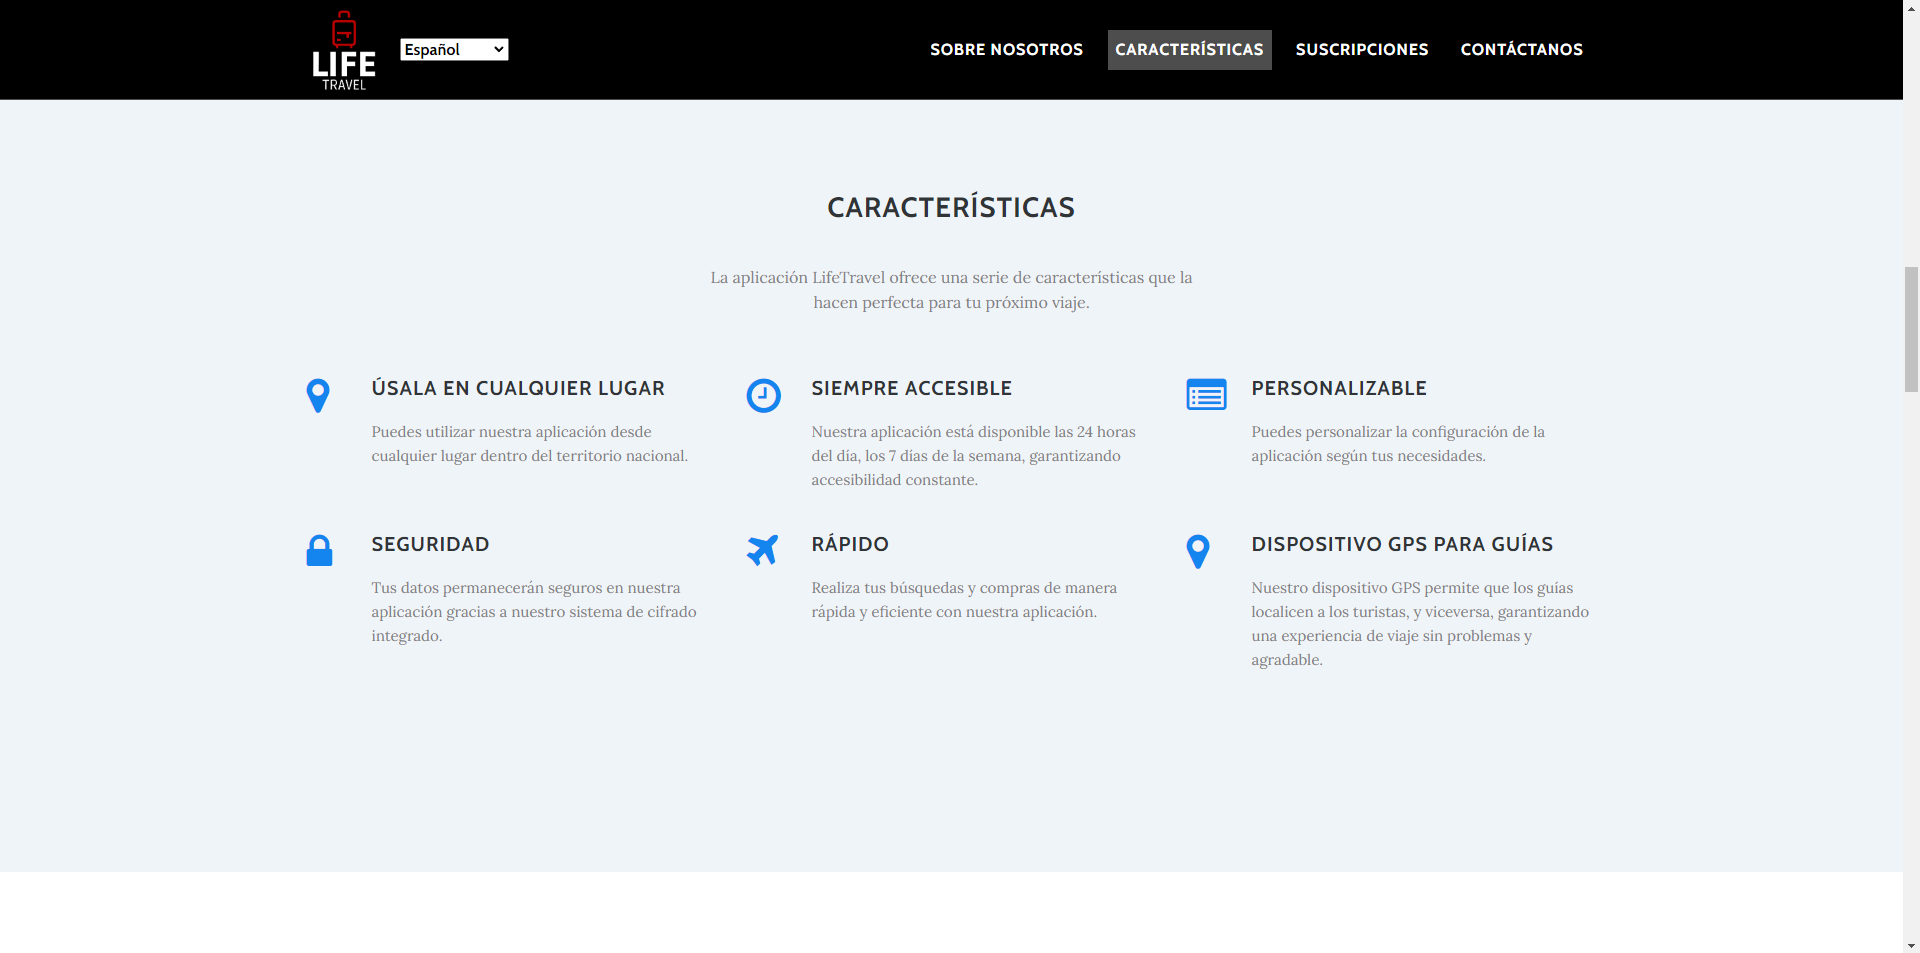 LIFE
TRAVEL
Español
SOBRE NOSOTROS
CARACTERÍSTICAS
SUSCRIPCIONES
CONTÁCTANOS
CARACTERÍSTICAS
La aplicación LifeTravel ofrece una serie de características que la
hacen perfecta para tu próximo viaje.
ÚSALA EN CUALQUIER LUGAR
Puedes utilizar nuestra aplicación desde
cualquier lugar dentro del territorio nacional.
SIEMPRE ACCESIBLE
Nuestra aplicación está disponible las 24 horas
del día, los 7 días de la semana, garantizando
accesibilidad constante.
PERSONALIZABLE
Puedes personalizar la configuración de la
aplicación según tus necesidades.
SEGURIDAD
Tus datos permanecerán seguros en nuestra
aplicación gracias a nuestro sistema de cifrado
integrado.
RÁPIDO
Realiza tus búsquedas y compras de manera
rápida y eficiente con nuestra aplicación.
DISPOSITIVO GPS PARA GUÍAS
Nuestro dispositivo GPS permite que los guías
localicen a los turistas, y viceversa, garantizando
una experiencia de viaje sin problemas y
agradable.